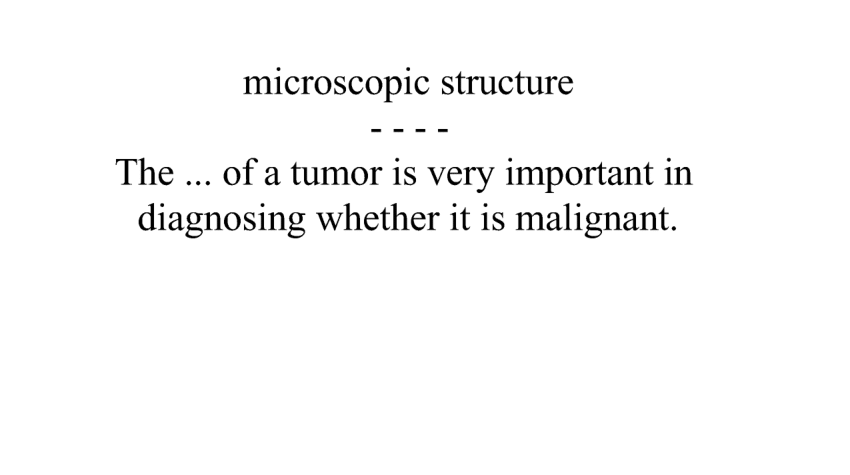 microscopic structure
- - - -
The ... of a tumor is very important in
diagnosing whether it is malignant.